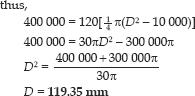 thus,
400 000 = 120[¼ π(D² – 10 000)]
400 000 = 30πD² – 300 000π
D² = (400 000 + 300 000π) / 30π
D = 119.35 mm